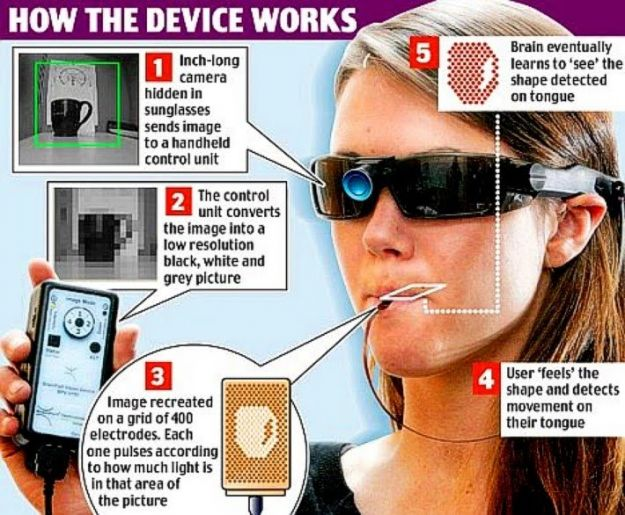 HOW THE DEVICE WORKS
1
Inch-long
camera
hidden in
sunglasses
sends image
to a handheld
control unit
2
The control
unit converts
the image into a
low resolution
black, white and
grey picture
3
Image recreated
on a grid of 400
electrodes. Each
one pulses according
to how much light is
in that area of
the picture
4
User 'feels' the
shape and detects
movement on
their tongue
5
Brain eventually
learns to 'see' the
shape detected
on tongue